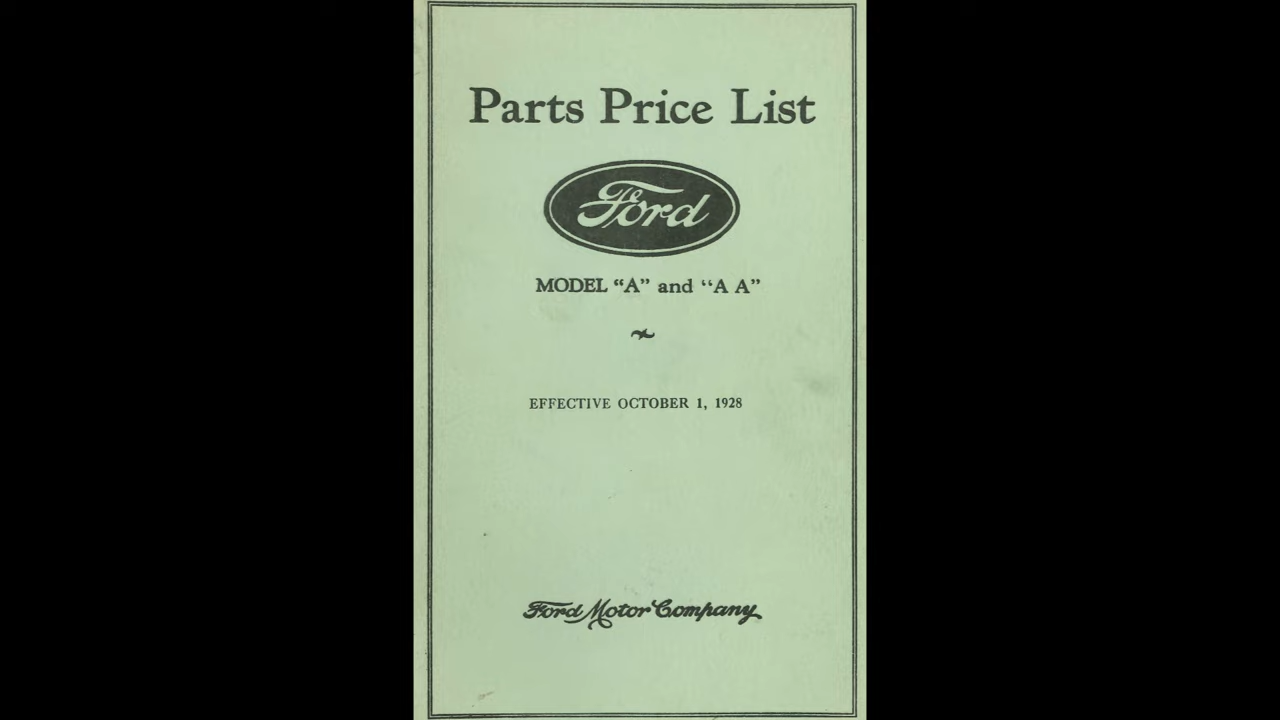 Parts Price List
Ford
MODEL “A” and “A A”
EFFECTIVE OCTOBER 1, 1928
Ford Motor Company